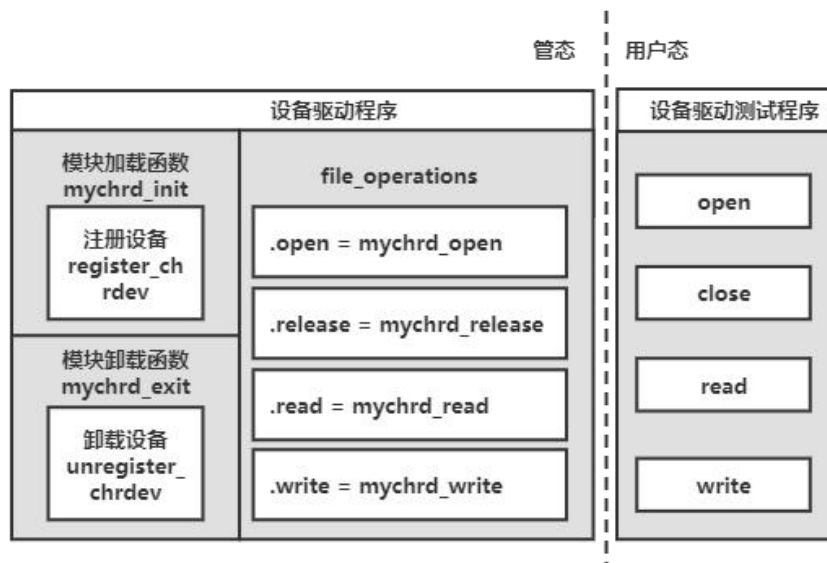 管态
用户态
设备驱动程序
设备驱动测试程序
模块加载函数
mychrd_init
注册设备
register_ch
rdev
模块卸载函数
mychrd_exit
卸载设备
unregister_
chrdev
file_operations
.open = mychrd_open
.release = mychrd_release
.read = mychrd_read
.write = mychrd_write
open
close
read
write